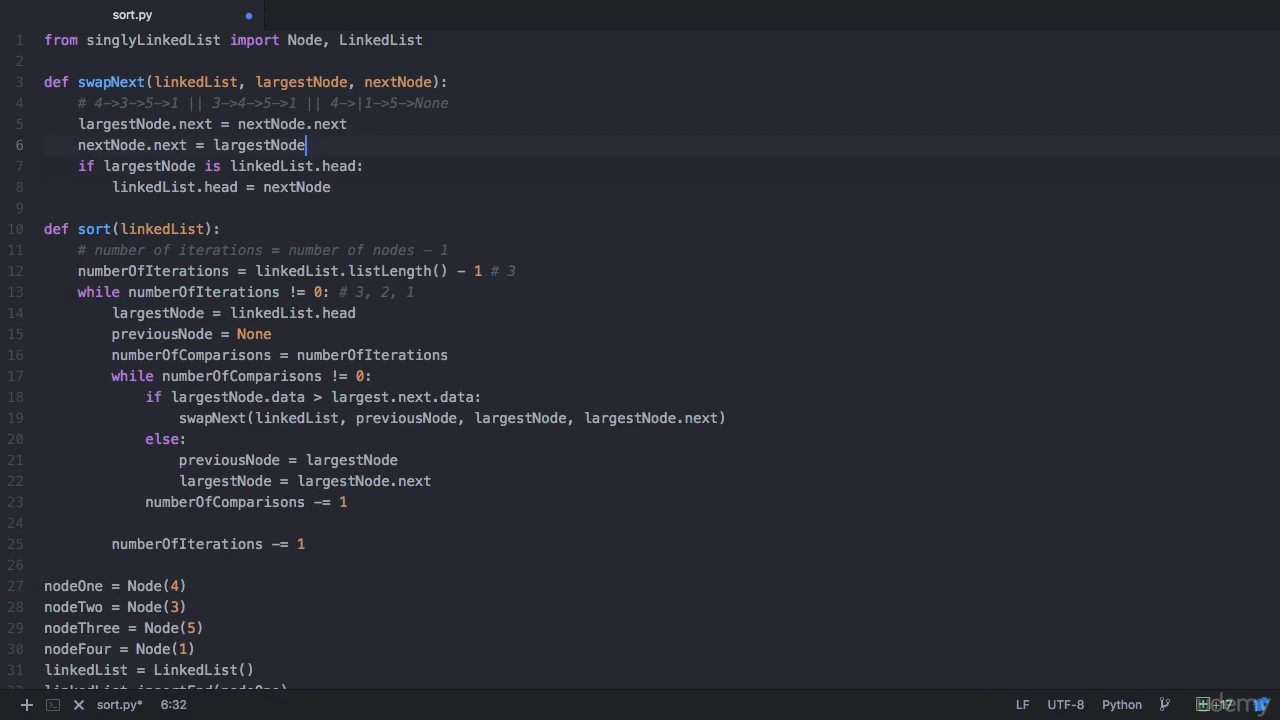 sort.py
1 from singlyLinkedList import Node, LinkedList
2
3 def swapNext(linkedList, largestNode, nextNode):
4 # 4->3->5->1 || 3->4->5->1 || 4->|1->5->None
5 largestNode.next = nextNode.next
6 nextNode.next = largestNode
7 if largestNode is linkedList.head:
8 linkedList.head = nextNode
9
10 def sort(linkedList):
11 # number of iterations = number of nodes - 1
12 numberOfIterations = linkedList.listLength() - 1 # 3
13 while numberOfIterations != 0: # 3, 2, 1
14 largestNode = linkedList.head
15 previousNode = None
16 numberOfComparisons = numberOfIterations
17 while numberOfComparisons != 0:
18 if largestNode.data > largest.next.data:
19 swapNext(linkedList, previousNode, largestNode, largestNode.next)
20 else:
21 previousNode = largestNode
22 largestNode = largestNode.next
23 numberOfComparisons -= 1
24
25 numberOfIterations -= 1
26
27 nodeOne = Node(4)
28 nodeTwo = Node(3)
29 nodeThree = Node(5)
30 nodeFour = Node(1)
31 linkedList = LinkedList()
32 linkedList.insertEnd(nodeOne)
sort.py* 6:32 LF UTF-8 Python +17
udemy